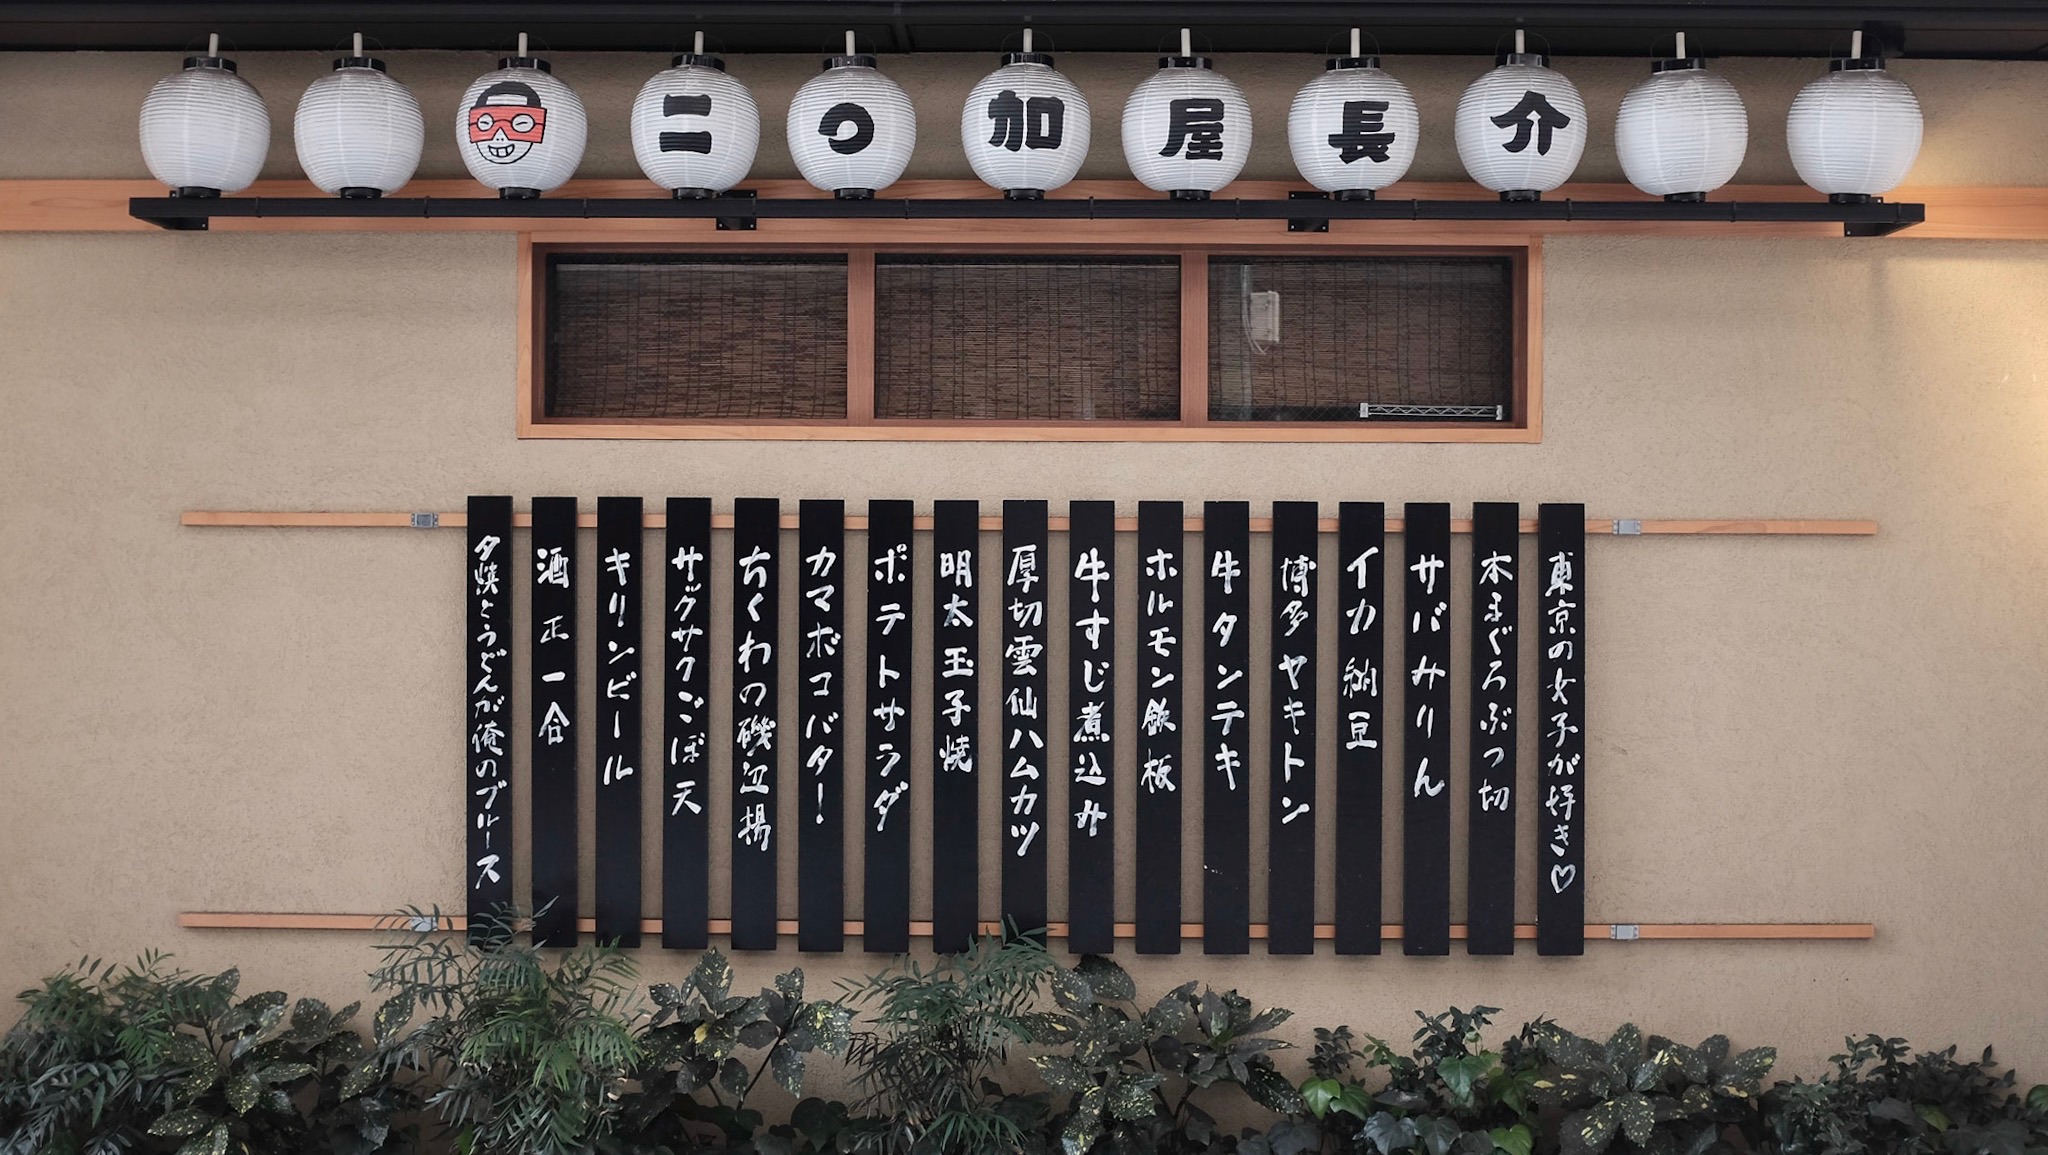 二つ加屋長介
東京の女子が好き♡
本まぐろぶつ切
サバみりん
イカ納豆
博多ヤキトン
牛タンテキ
ホルモン鉄板
牛すじ煮込み
厚切雲仙ハムカツ
明太玉子焼
ポテトサラダ
カマボコバター
ちくわの磯辺揚
サックサクごぼ天
キリンビール
酒正一合
夕焼とうどんが俺のブルース